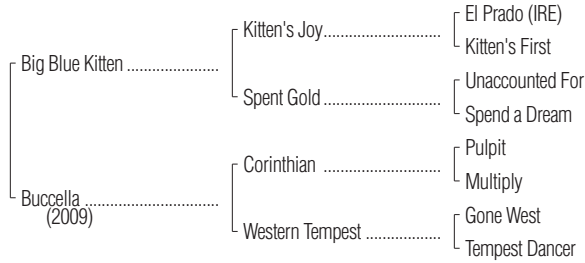 El Prado (IRE)
Kitten's Joy........................
Kitten's First
Big Blue Kitten .....................
Unaccounted For
Spent Gold ........................
Spend a Dream
Pulpit
Corinthian ........................
Multiply
Buccella ...............................
(2009)
Gone West
Western Tempest ...............
Tempest Dancer